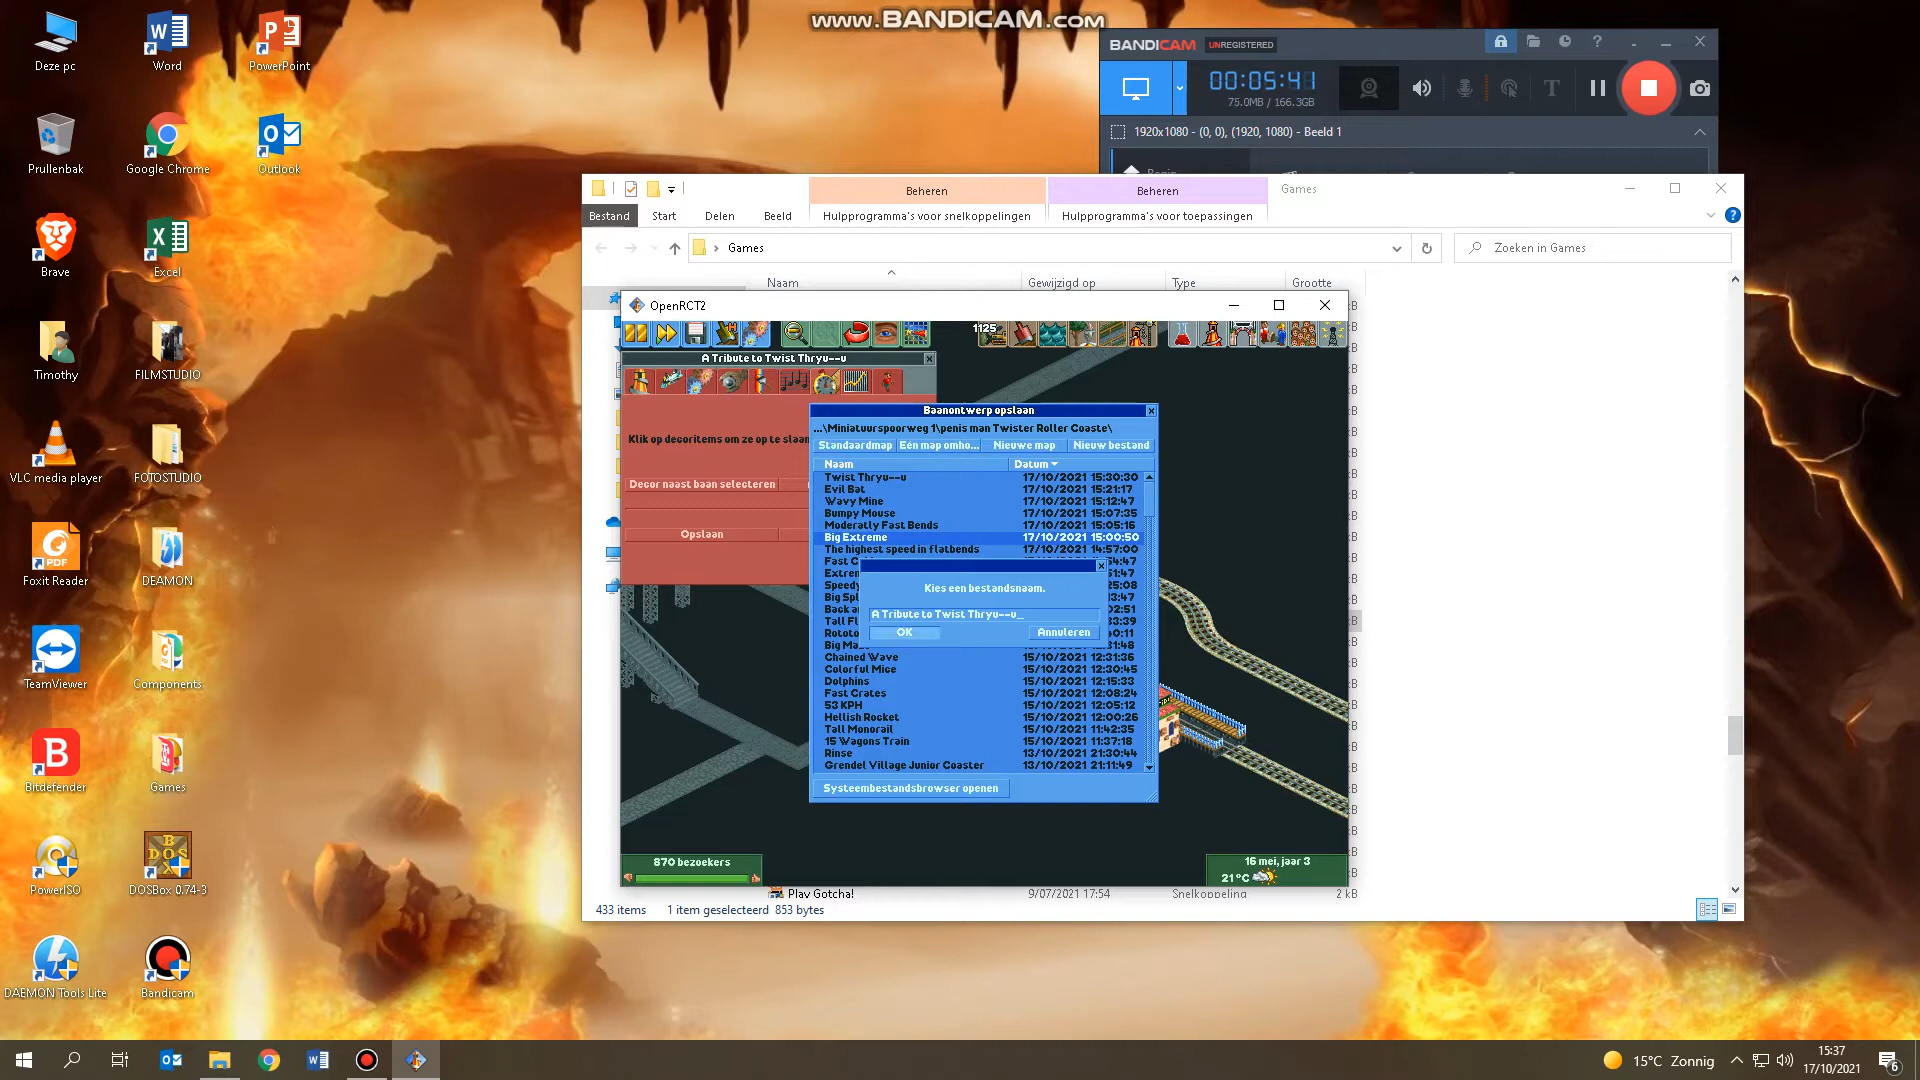 www.BANDICAM.com
Deze pc
Word
PowerPoint
Prullenbak
Google Chrome
Outlook
Brave
Excel
Timothy
FILMSTUDIO
VLC media player
FOTOSTUDIO
Foxit Reader
DEAMON
TeamViewer
Components
Bitdefender
Games
PowerISO
DOSBox 0.74-3
DAEMON Tools Lite
Bandicam
BANDICAM UNREGISTERED
00:05:41
75.0MB / 166.3GB
1920x1080 - (0, 0), (1920, 1080) - Beeld 1
Beheren
Beheren
Games
Bestand
Start
Delen
Beeld
Hulpprogramma's voor snelkoppelingen
Hulpprogramma's voor toepassingen
Games
Zoeken in Games
Naam
Gewijzigd op
Type
Grootte
OpenRCT2
1125
A Tribute to Twist Thryu--u
Klik op decoritems om ze op te slaan
Decor naast baan selecteren
Opslaan
Baanontwerp opslaan
...\Miniatuurspoorweg 1\penis man Twister Roller Coaste\
Standaardmap
Eén map omho...
Nieuwe map
Nieuw bestand
Naam
Datum
Twist Thryu--u 17/10/2021 15:30:30
Evil Bat 17/10/2021 15:21:17
Wavy Mine 17/10/2021 15:12:47
Bumpy Mouse 17/10/2021 15:07:35
Moderatly Fast Bends 17/10/2021 15:05:16
Big Extreme 17/10/2021 15:00:50
The highest speed in flatbends 17/10/2021 14:57:00
Kies een bestandsnaam.
A Tribute to Twist Thryu--u_
OK
Annuleren
Chained Wave 15/10/2021 12:31:36
Colorful Mice 15/10/2021 12:30:45
Dolphins 15/10/2021 12:15:33
Fast Crates 15/10/2021 12:08:24
53 KPH 15/10/2021 12:05:12
Hellish Rocket 15/10/2021 12:00:26
Tall Monorail 15/10/2021 11:42:35
15 Wagons Train 15/10/2021 11:37:18
Rinse 13/10/2021 21:30:44
Grendel Village Junior Coaster 13/10/2021 21:11:49
Systeembestandsbrowser openen
870 bezoekers
16 mei, jaar 3
21°C
Play Gotcha! 9/07/2021 17:54 Snelkoppeling 2 kB
433 items 1 item geselecteerd 853 bytes
15°C Zonnig
15:37
17/10/2021
6